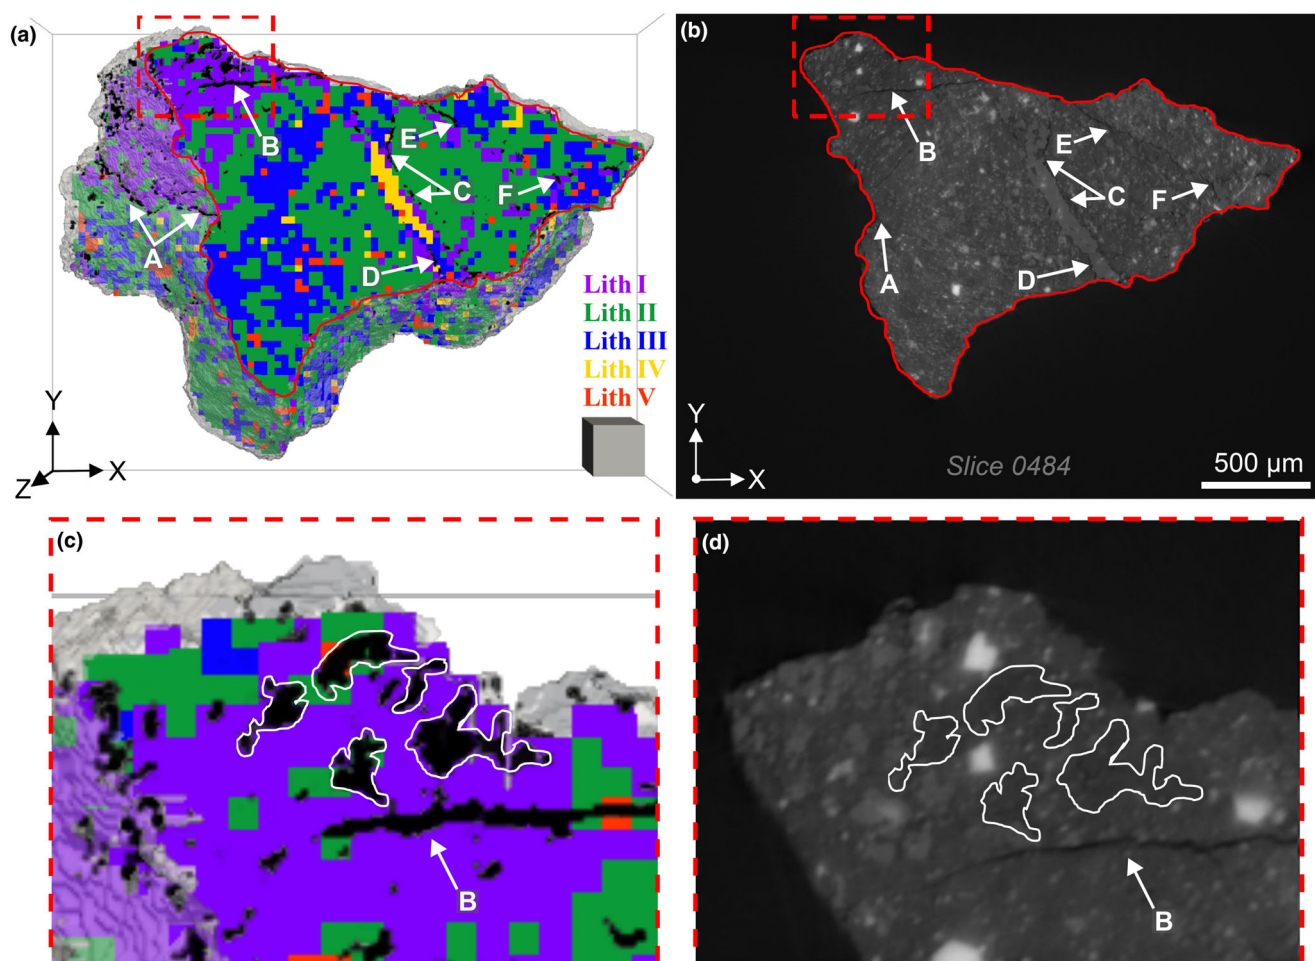 (a)
B
E
C
F
A
D
Lith I
Lith II
Lith III
Lith IV
Lith V
Y
X
Z
(b)
B
E
C
F
A
D
Y
X
Slice 0484
500 µm
(c)
B
(d)
B